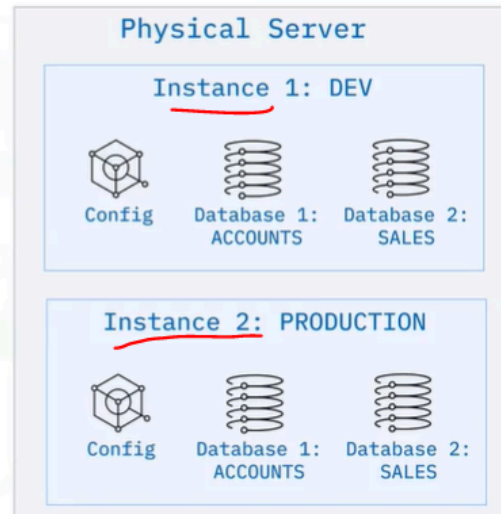 Physical Server
Instance 1: DEV
Config
Database 1:
ACCOUNTS
Database 2:
SALES
Instance 2: PRODUCTION
Config
Database 1:
ACCOUNTS
Database 2:
SALES